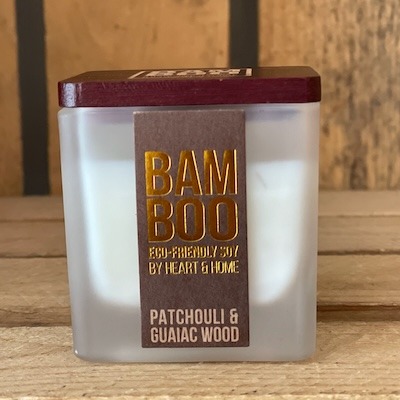 BAM
BOO
ECO-FRIENDLY SOY
BY HEART & HOME
PATCHOULI &
GUAIAC WOOD